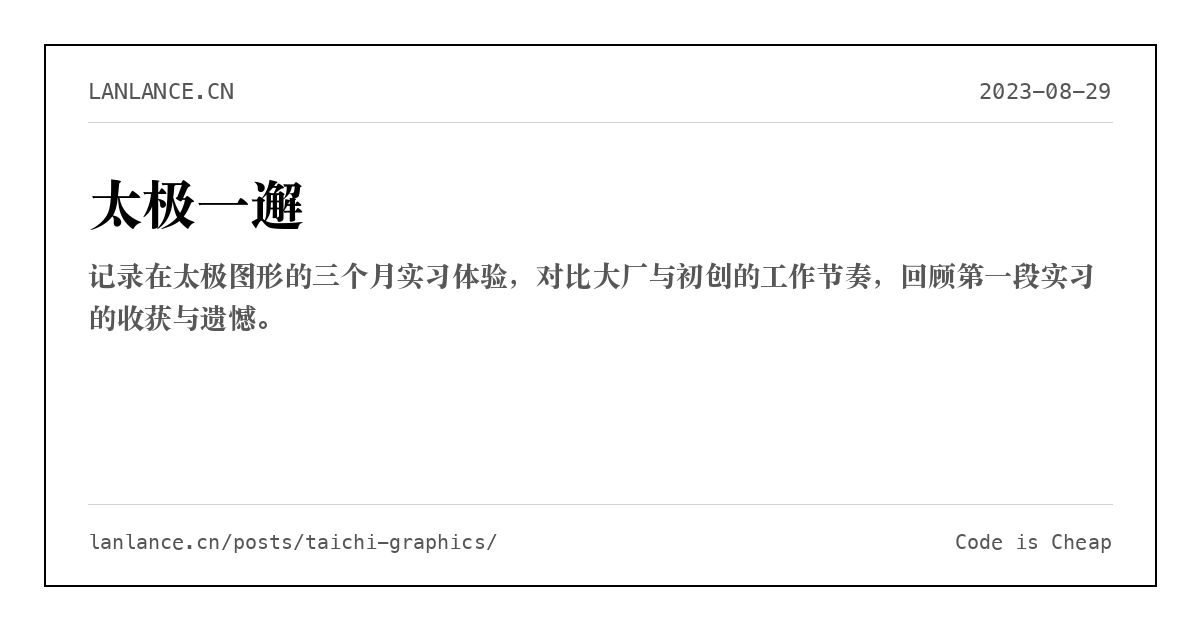 LANLANCE.CN
2023-08-29
太极一邂
记录在太极图形的三个月实习体验，对比大厂与初创的工作节奏，回顾第一段实习
的收获与遗憾。
lanlance.cn/posts/taichi-graphics/
Code is Cheap